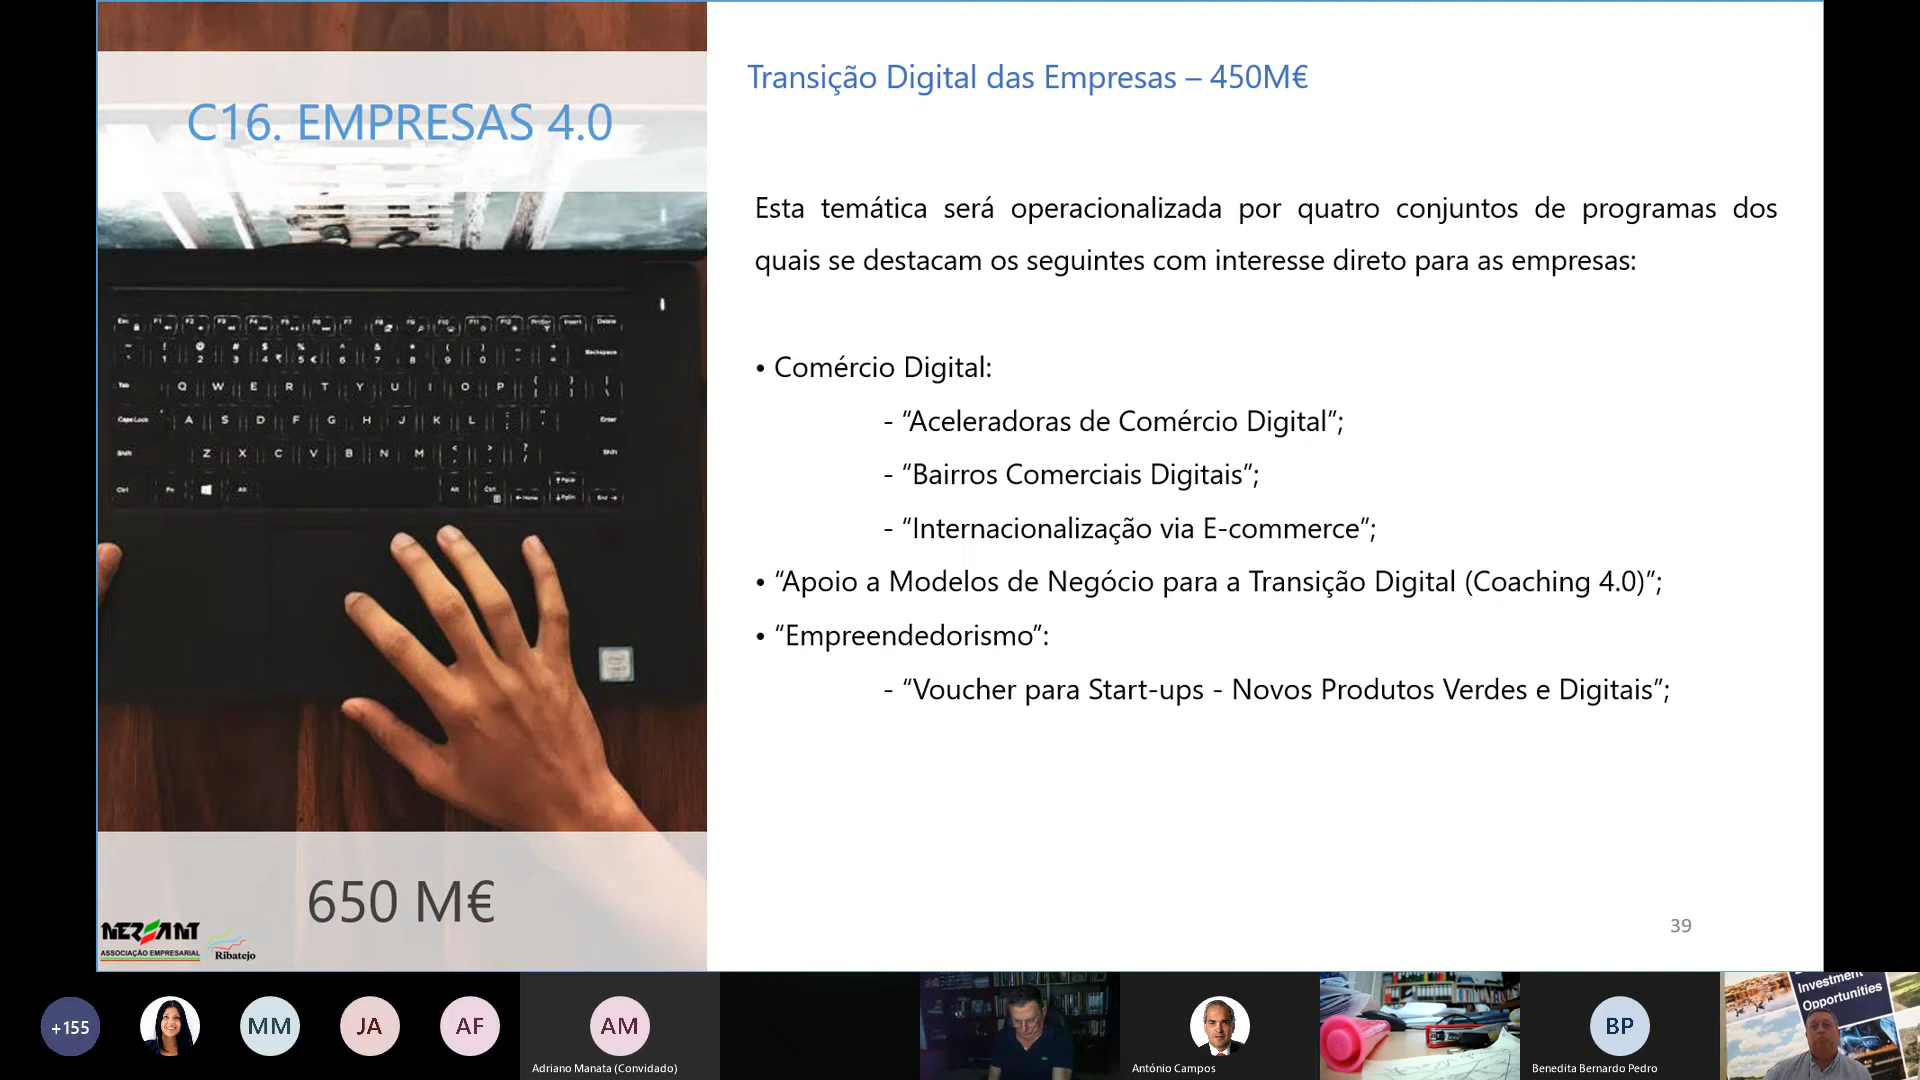 C16. EMPRESAS 4.0
650 M€
NERSANT
ASSOCIAÇÃO EMPRESARIAL
Ribatejo
Transição Digital das Empresas – 450M€
Esta temática será operacionalizada por quatro conjuntos de programas dos
quais se destacam os seguintes com interesse direto para as empresas:
• Comércio Digital:
- “Aceleradoras de Comércio Digital”;
- “Bairros Comerciais Digitais”;
- “Internacionalização via E-commerce”;
• “Apoio a Modelos de Negócio para a Transição Digital (Coaching 4.0)”;
• “Empreendedorismo”:
- “Voucher para Start-ups - Novos Produtos Verdes e Digitais”;
39
+155
MM
JA
AF
AM
Adriano Manata (Convidado)
António Campos
BP
Benedita Bernardo Pedro
Investment
Opportunities